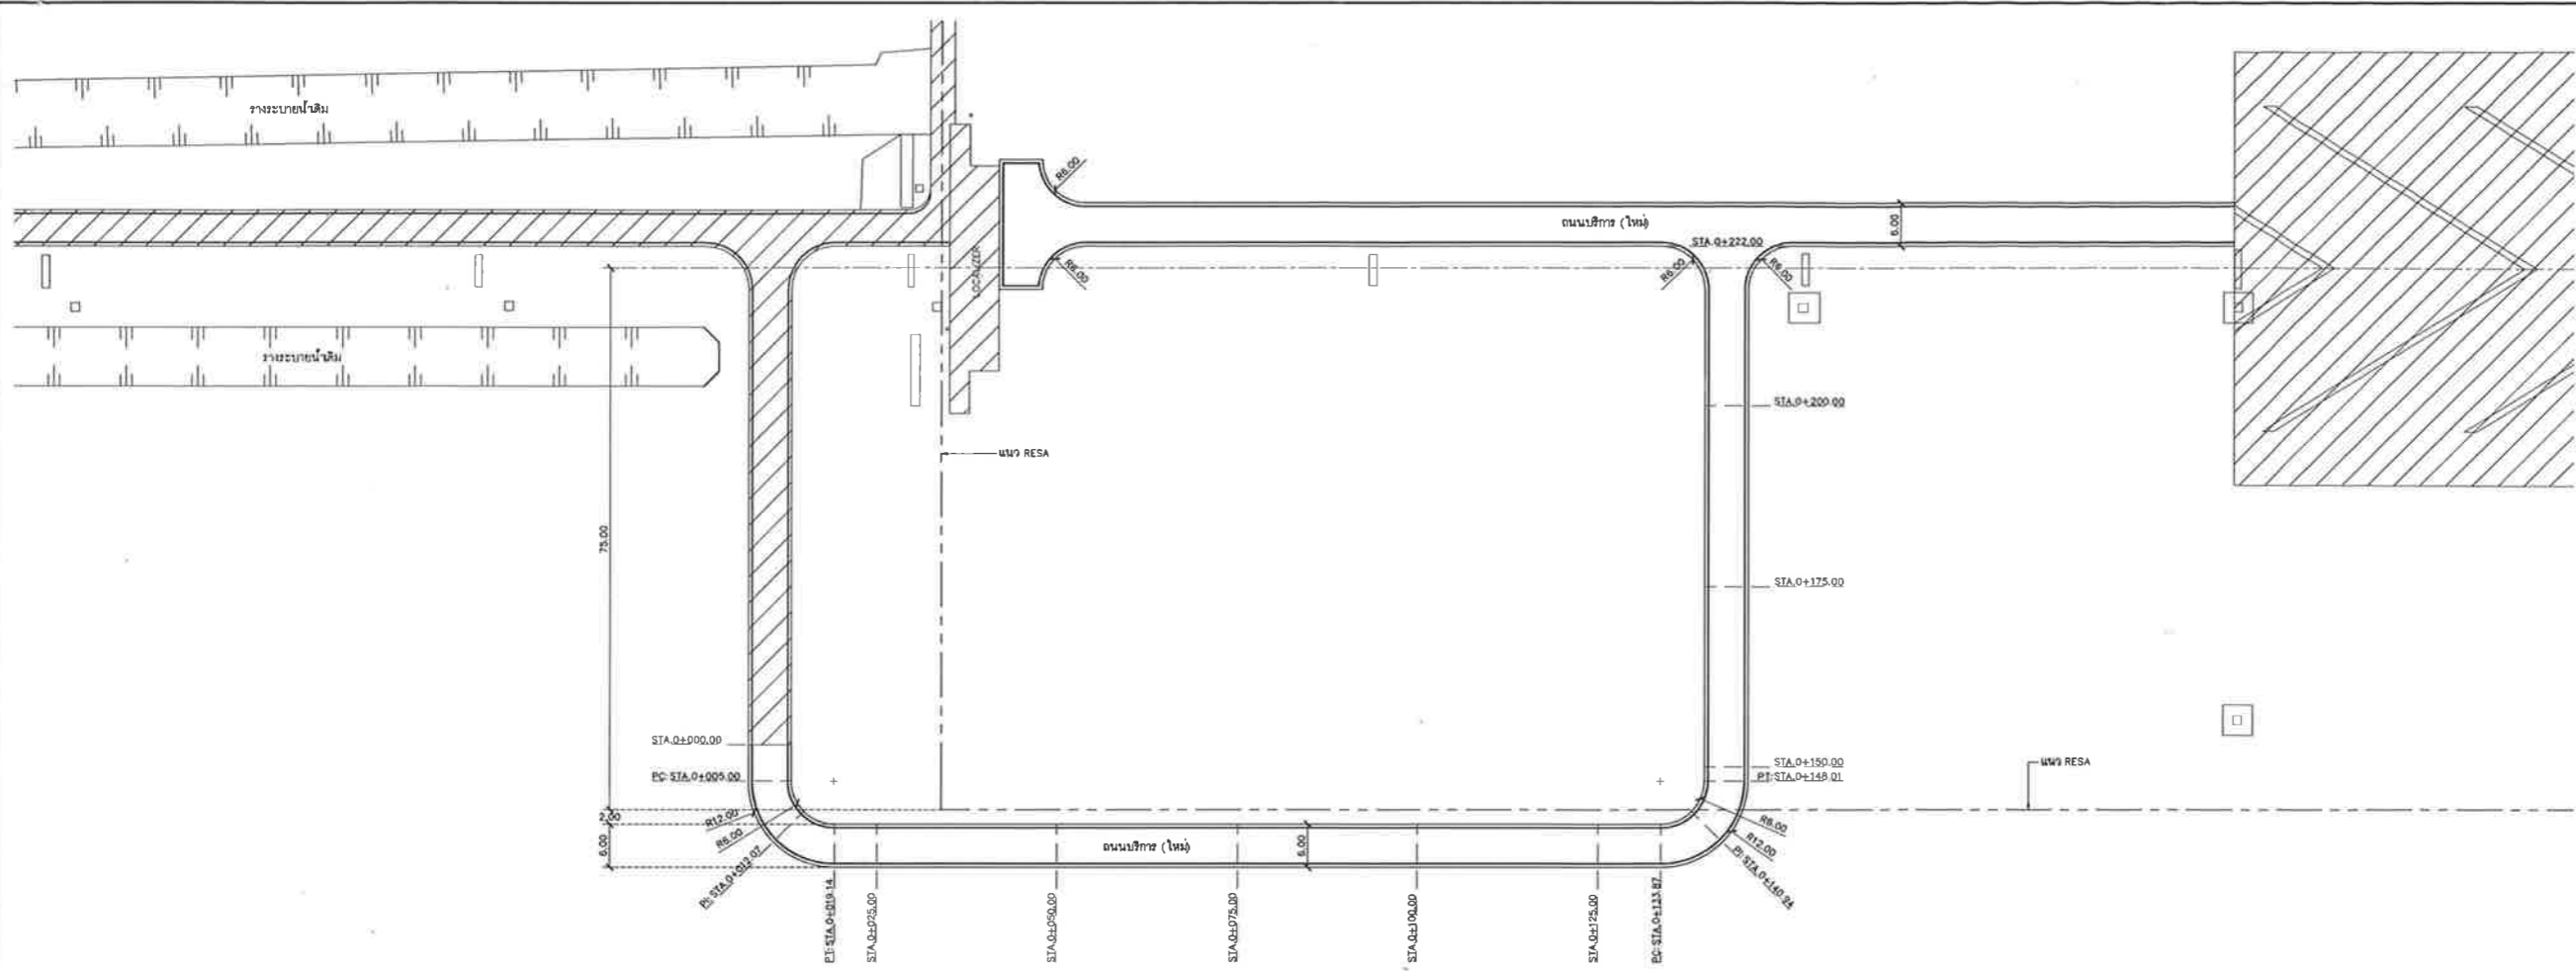 รางระบายน้ำเดิม
R6.00
ถนนบริการ (ใหม่)
6.00
STA.0+222.00
LOCALIZER
R6.00
R6.00
R6.00
รางระบายน้ำเดิม
STA.0+200.00
แนว RESA
75.00
STA.0+175.00
STA.0+000.00
STA.0+150.00
แนว RESA
PC:STA.0+005.00
PT:STA.0+148.01
2.00
R12.00
R6.00
R6.00
R12.00
6.00
ถนนบริการ (ใหม่)
6.00
PI:STA.0+012.07
PI:STA.0+140.94
PT:STA.0+019.14
STA.0+025.00
STA.0+050.00
STA.0+075.00
STA.0+100.00
STA.0+125.00
PC:STA.0+133.87